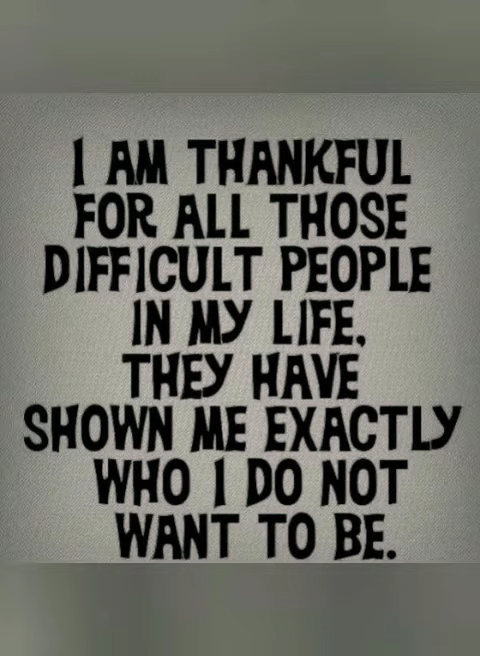 I AM THANKFUL
FOR ALL THOSE
DIFFICULT PEOPLE
IN MY LIFE,
THEY HAVE
SHOWN ME EXACTLY
WHO I DO NOT
WANT TO BE.